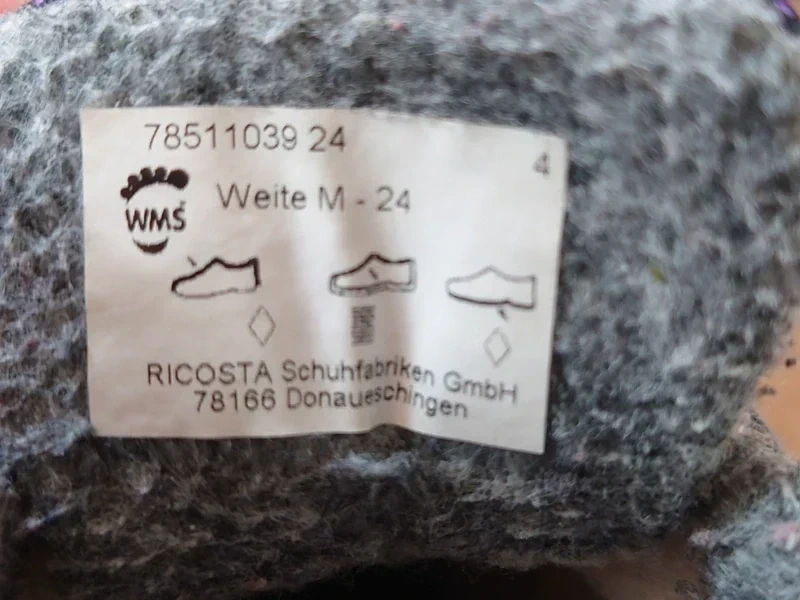 78511039 24
4
WMS
Weite M - 24
RICOSTA Schuhfabriken GmbH
78166 Donaueschingen